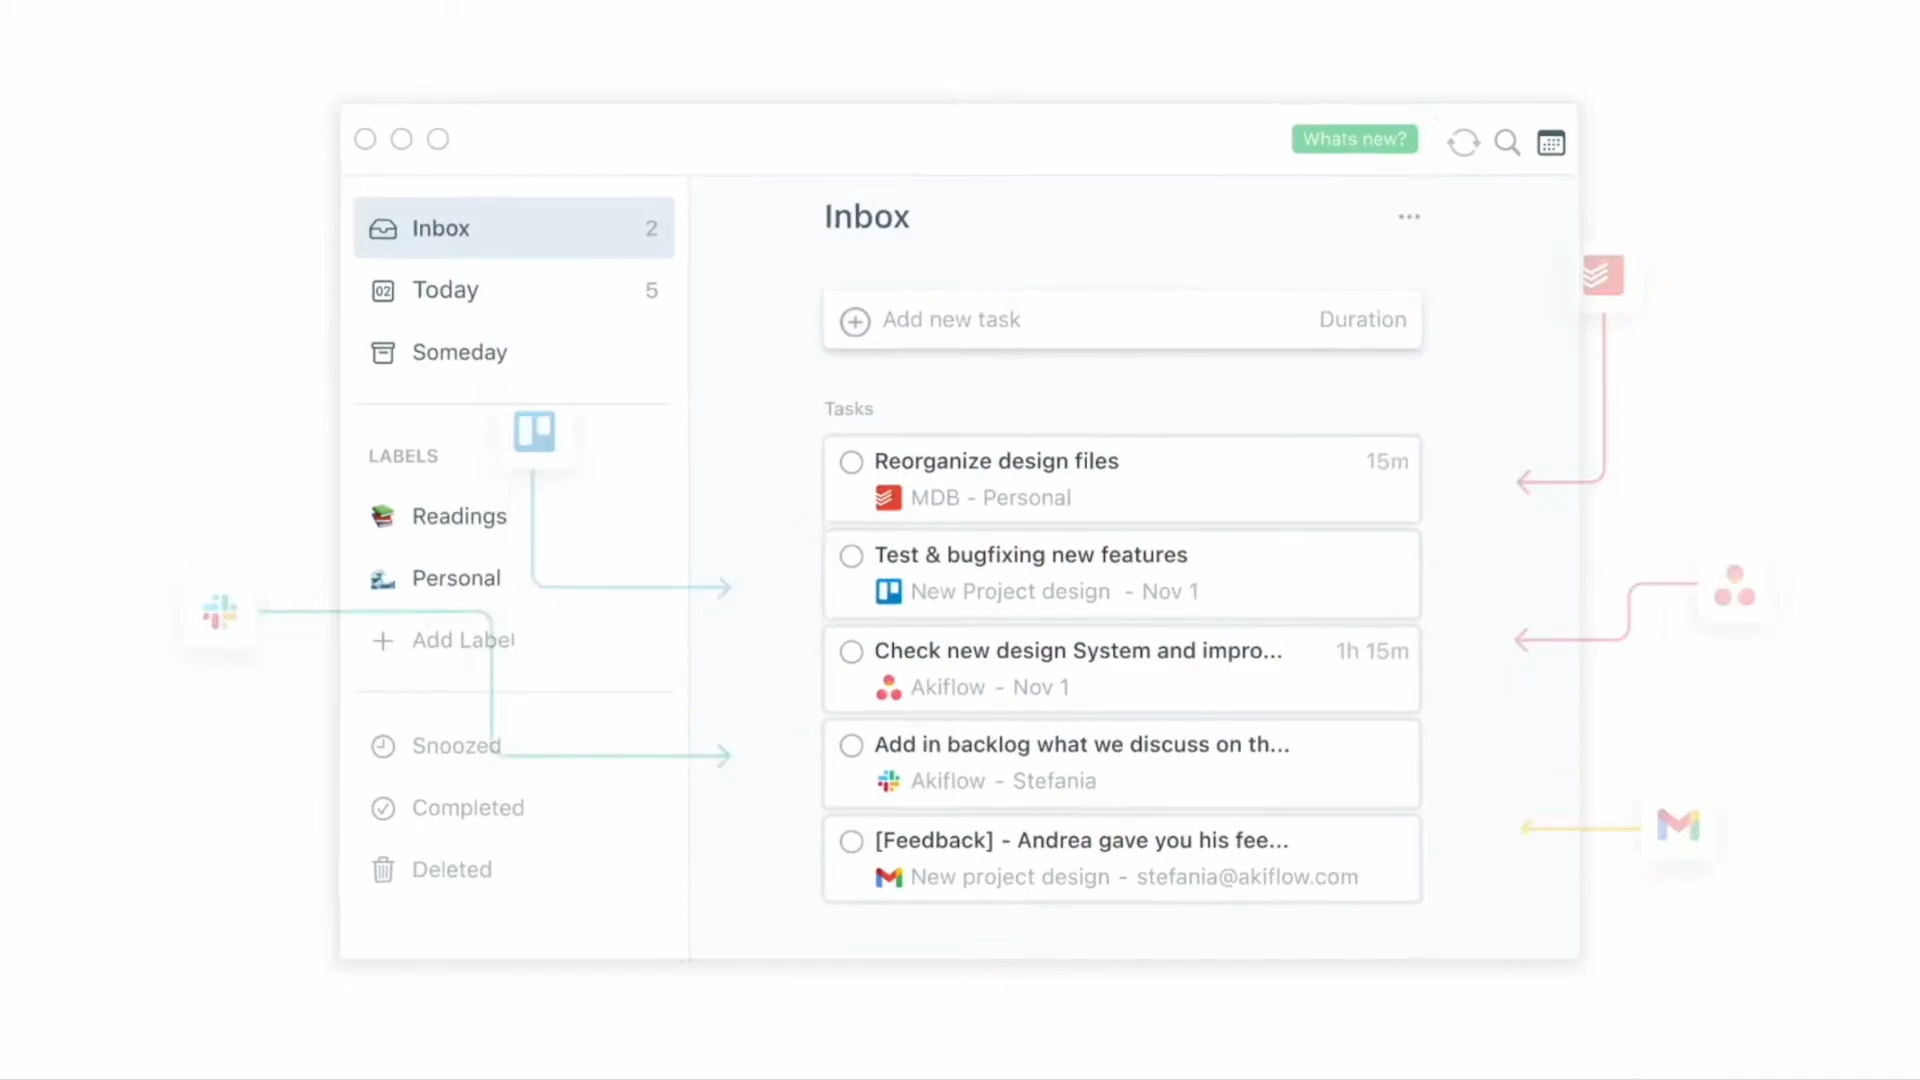 Whats new?
Inbox 2
02
Today 5
Someday
LABELS
Readings
Personal
Add Label
Snoozed
Completed
Deleted
Inbox
Add new task Duration
Tasks
Reorganize design files 15m
MDB - Personal
Test & bugfixing new features
New Project design - Nov 1
Check new design System and impro... 1h 15m
Akiflow - Nov 1
Add in backlog what we discuss on th...
Akiflow - Stefania
[Feedback] - Andrea gave you his fee...
New project design - stefania@akiflow.com